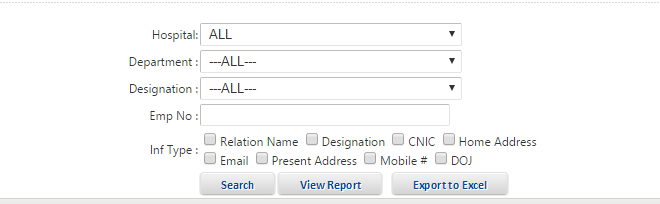 Hospital: ALL
Department : ---ALL---
Designation : ---ALL---
Emp No :
Inf Type : Relation Name Designation CNIC Home Address
Email Present Address Mobile # DOJ
Search View Report Export to Excel